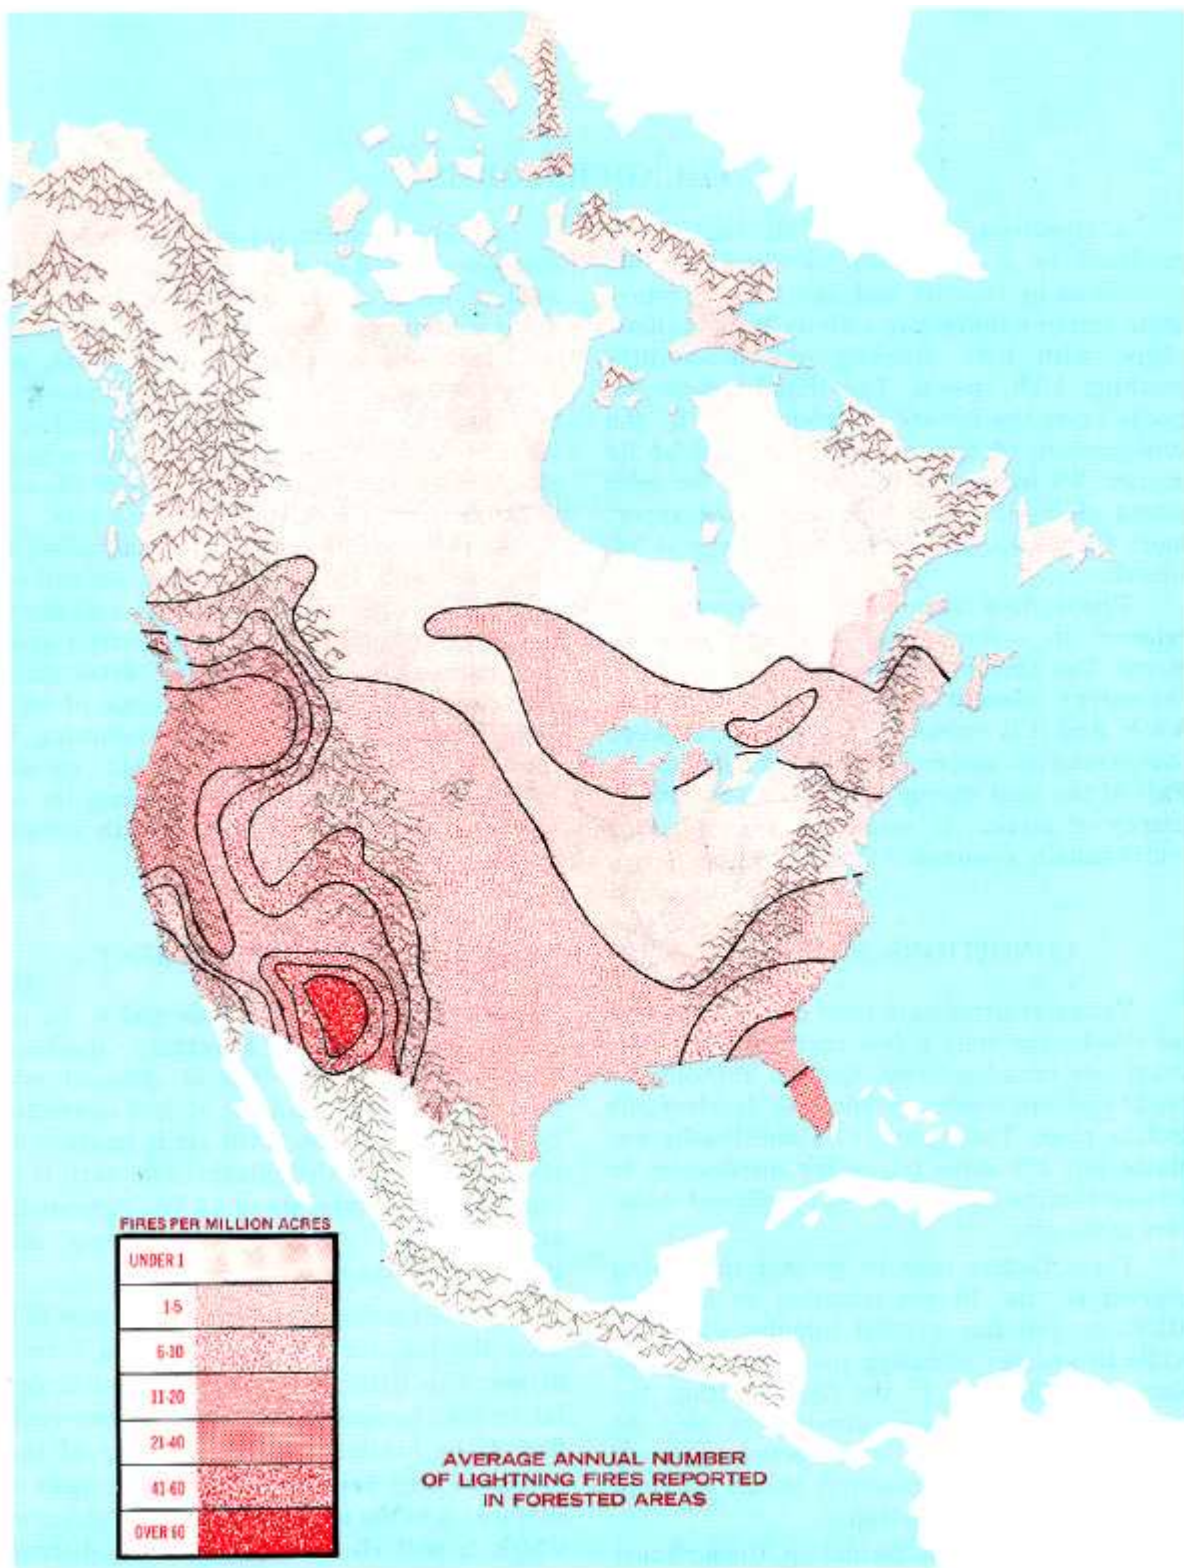 FIRES PER MILLION ACRES
UNDER 1
1-5
6-10
11-20
21-40
41-60
OVER 60
AVERAGE ANNUAL NUMBER
OF LIGHTNING FIRES REPORTED
IN FORESTED AREAS